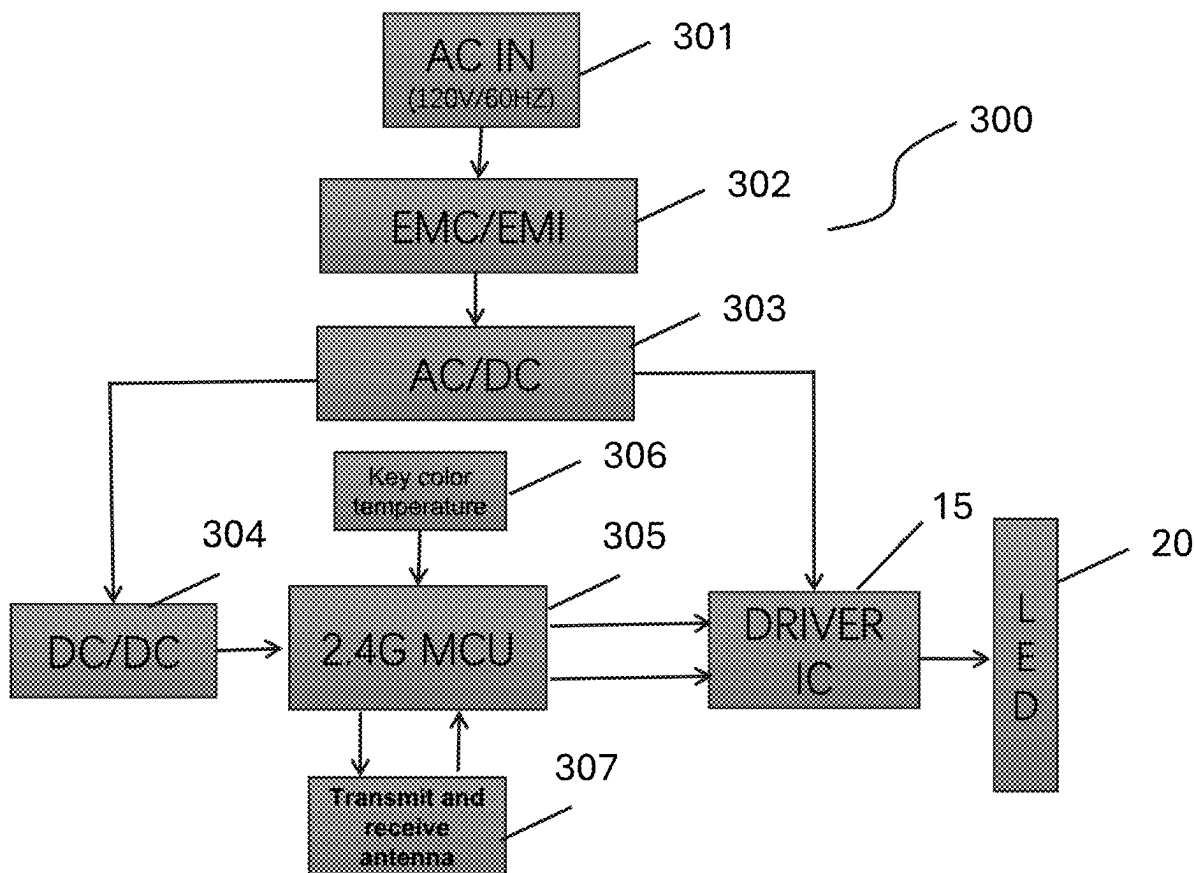 AC IN
(120V/60HZ)
301
300
EMC/EMI
302
AC/DC
303
Key color
temperature
306
304
DC/DC
305
2.4G MCU
15
DRIVER
IC
20
LED
307
Transmit and
receive
antenna